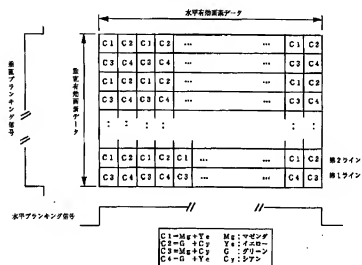 水平有効画素データ
垂直ブランキング信号
垂直有効画素データ
C1 C2 C1 C2 ... ... C1 C2
C3 C4 C3 C4 ... ... C3 C4
C1 C2 C1 C2 ... ... C1 C2
C3 C4 C3 C4 ... ... C3 C4
: : : : : :
C1 C2 C1 C2 C1 ... ... C1 C2 第2ライン
C3 C4 C3 C4 C3 ... ... C3 C4 第1ライン
水平ブランキング信号
C1=Mg+Ye Mg:マゼンダ
C2=G +Cy Ye:イエロー
C3=Mg+Cy G :グリーン
C4=G +Ye Cy:シアン